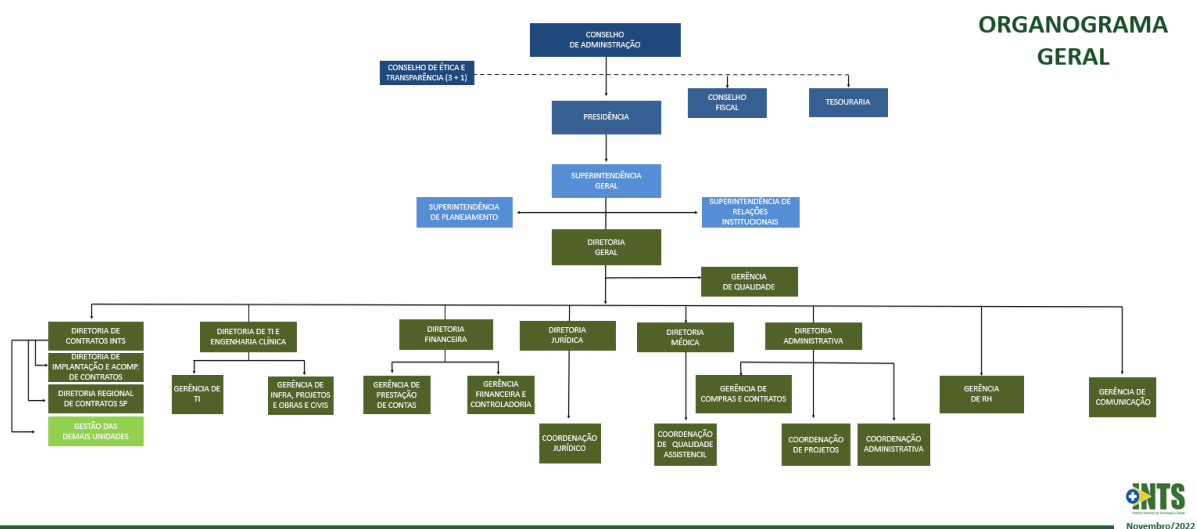 ORGANOGRAMA
GERAL
CONSELHO
DE ADMINISTRAÇÃO
CONSELHO DE ÉTICA E
TRANSPARÊNCIA (3 + 1)
CONSELHO
FISCAL
TESOURARIA
PRESIDÊNCIA
SUPERINTENDÊNCIA
GERAL
SUPERINTENDÊNCIA
DE PLANEJAMENTO
SUPERINTENDÊNCIA DE
RELAÇÕES
INSTITUCIONAIS
DIRETORIA
GERAL
GERÊNCIA
DE QUALIDADE
DIRETORIA DE
CONTRATOS INTS
DIRETORIA DE
IMPLANTAÇÃO E ACOMP.
DE CONTRATOS
DIRETORIA REGIONAL
DE CONTRATOS SP
GESTÃO DAS
DEMAIS UNIDADES
DIRETORIA DE TI E
ENGENHARIA CLÍNICA
GERÊNCIA DE
TI
GERÊNCIA DE
INFRA, PROJETOS
E OBRAS E CIVIS
DIRETORIA
FINANCEIRA
GERÊNCIA DE
PRESTAÇÃO
DE CONTAS
GERÊNCIA
FIINANCEIRA E
CONTROLADORIA
DIRETORIA
JURÍDICA
COORDENAÇÃO
JURÍDICO
DIRETORIA
MÉDICA
COORDENAÇÃO
DE QUALIDADE
ASSISTENCIL
DIRETORIA
ADMINISTRATIVA
GERÊNCIA DE
COMPRAS E CONTRATOS
COORDENAÇÃO
DE PROJETOS
COORDENAÇÃO
ADMINISTRATIVA
GERÊNCIA
DE RH
GERÊNCIA DE
COMUNICAÇÃO
INTS
Instituto Nacional de Tecnologia e Saúde
Novembro/2022